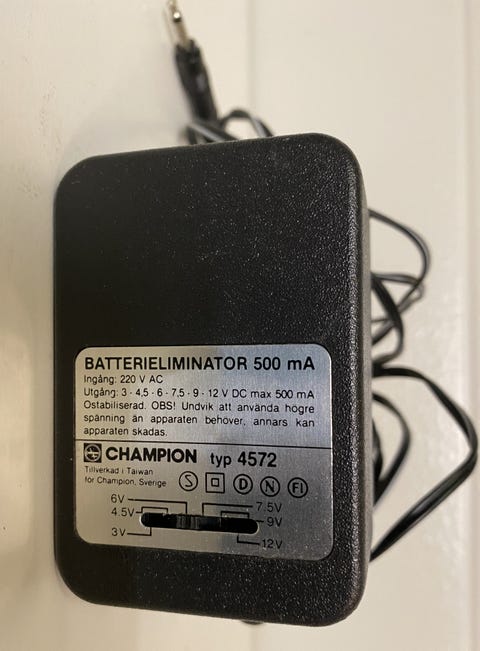 BATTERIELIMINATOR 500 mA
Ingång: 220 V AC
Utgång: 3 - 4,5 - 6 - 7,5 - 9 - 12 V DC max 500 mA
Ostabiliserad. OBS! Undvik att använda högre
spänning än apparaten behöver, annars kan
apparaten skadas.
CHAMPION typ 4572
Tillverkad i Taiwan
för Champion, Sverige
S D N FI
6V 7.5V
4.5V 9V
3V 12V